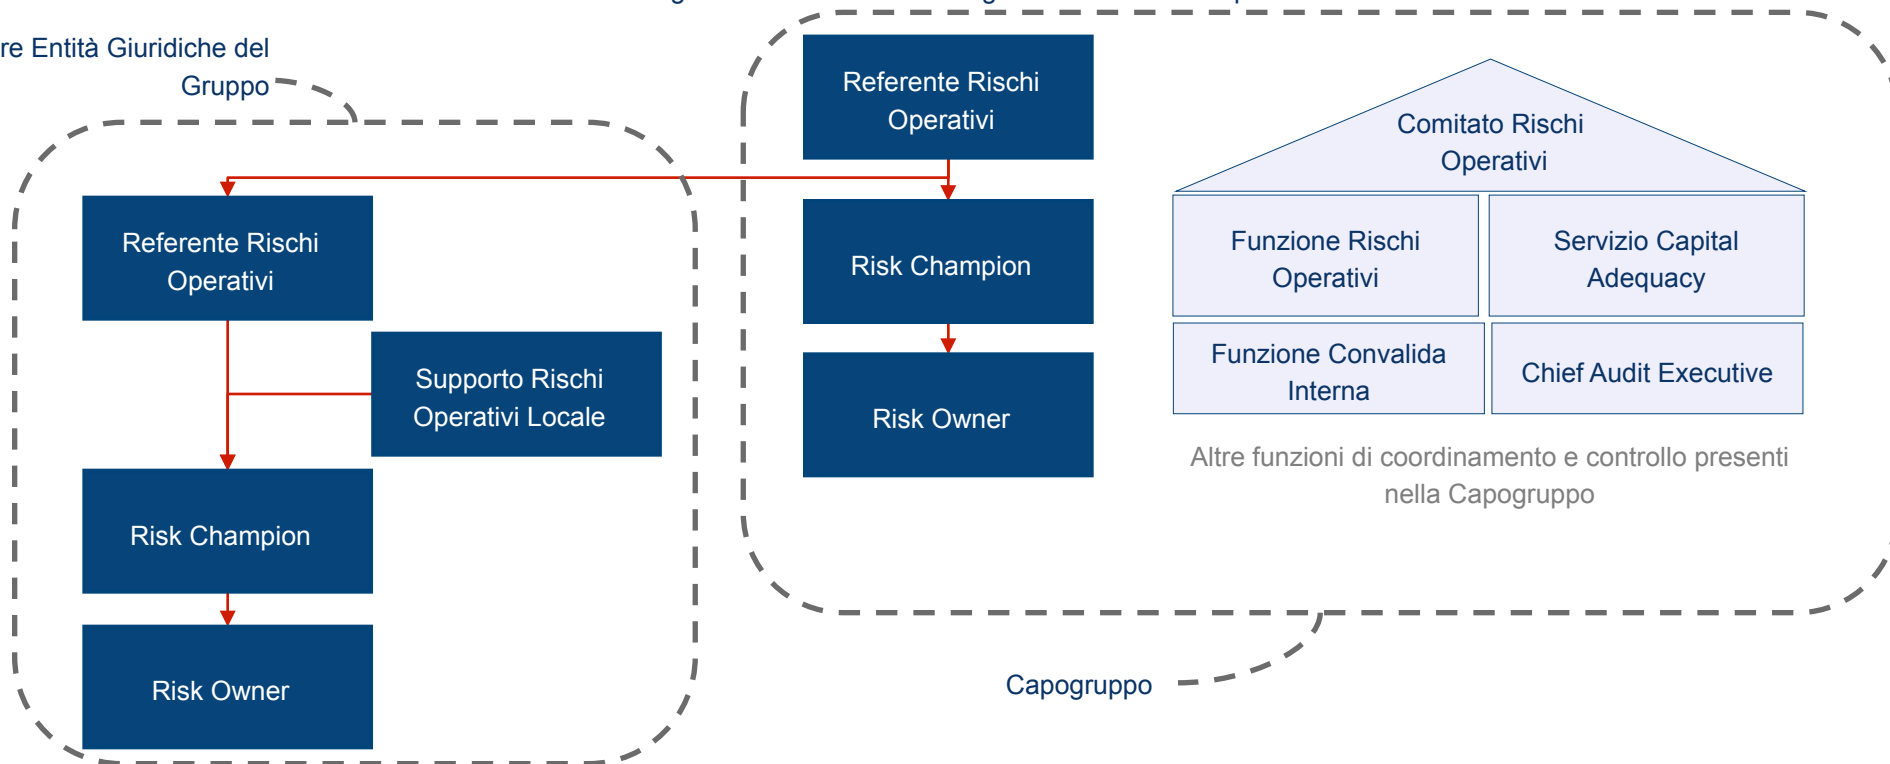 re Entità Giuridiche del
Gruppo
Referente Rischi
Operativi
Supporto Rischi
Operativi Locale
Risk Champion
Risk Owner
Referente Rischi
Operativi
Risk Champion
Risk Owner
Comitato Rischi
Operativi
Funzione Rischi
Operativi
Servizio Capital
Adequacy
Funzione Convalida
Interna
Chief Audit Executive
Altre funzioni di coordinamento e controllo presenti
nella Capogruppo
Capogruppo